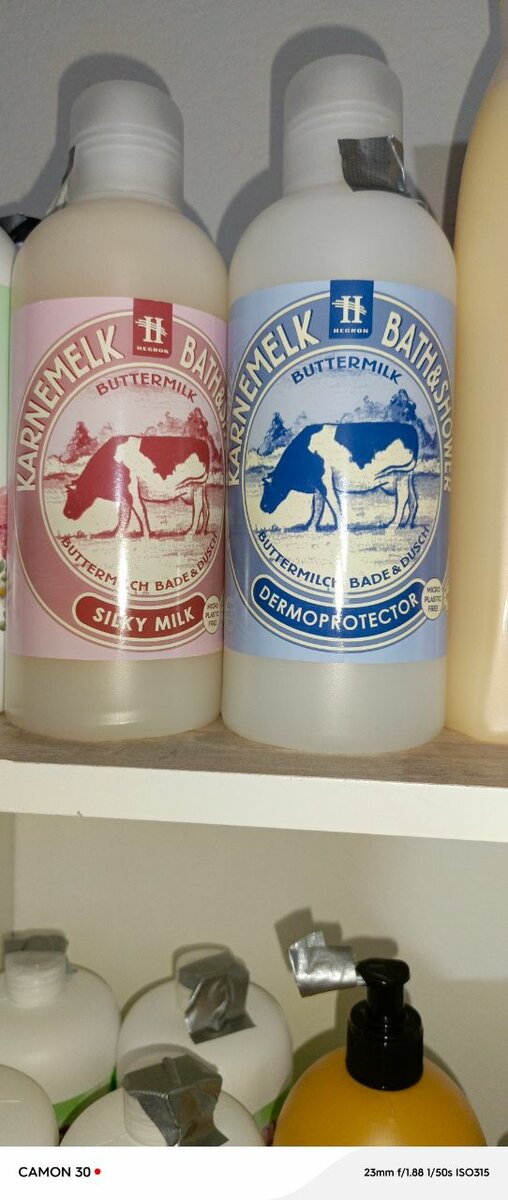 H
HEGRON
KARNEMELK BATH&S
BUTTERMILK
BUTTERMILCH BADE & DUSCH
SILKY MILK
MICRO
PLASTIC
FREE
H
HEGRON
KARNEMELK BATH&SHOWER
BUTTERMILK
BUTTERMILCH BADE & DUSCH
DERMOPROTECTOR
MICRO
PLASTIC
FREE
CAMON 30
23mm f/1.88 1/50s ISO315